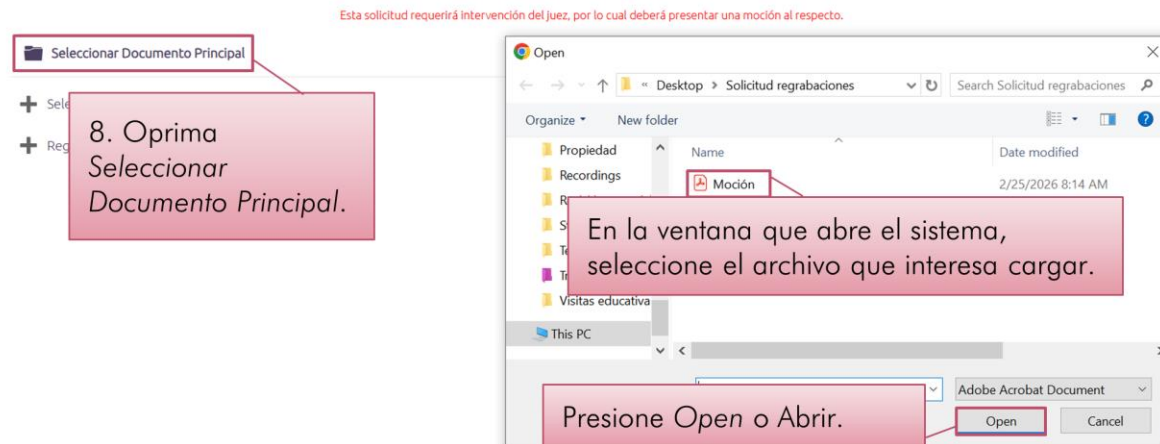 Esta solicitud requerirá intervención del juez, por lo cual deberá presentar una moción al respecto.
Seleccionar Documento Principal
8. Oprima
Seleccionar
Documento Principal.
Open
Desktop > Solicitud regrabaciones
Search Solicitud regrabaciones
Organize
New folder
Propiedad
Recordings
Visitas educativa
This PC
Name
Date modified
Moción
2/25/2026 8:14 AM
En la ventana que abre el sistema,
seleccione el archivo que interesa cargar.
Adobe Acrobat Document
Presione Open o Abrir.
Open
Cancel